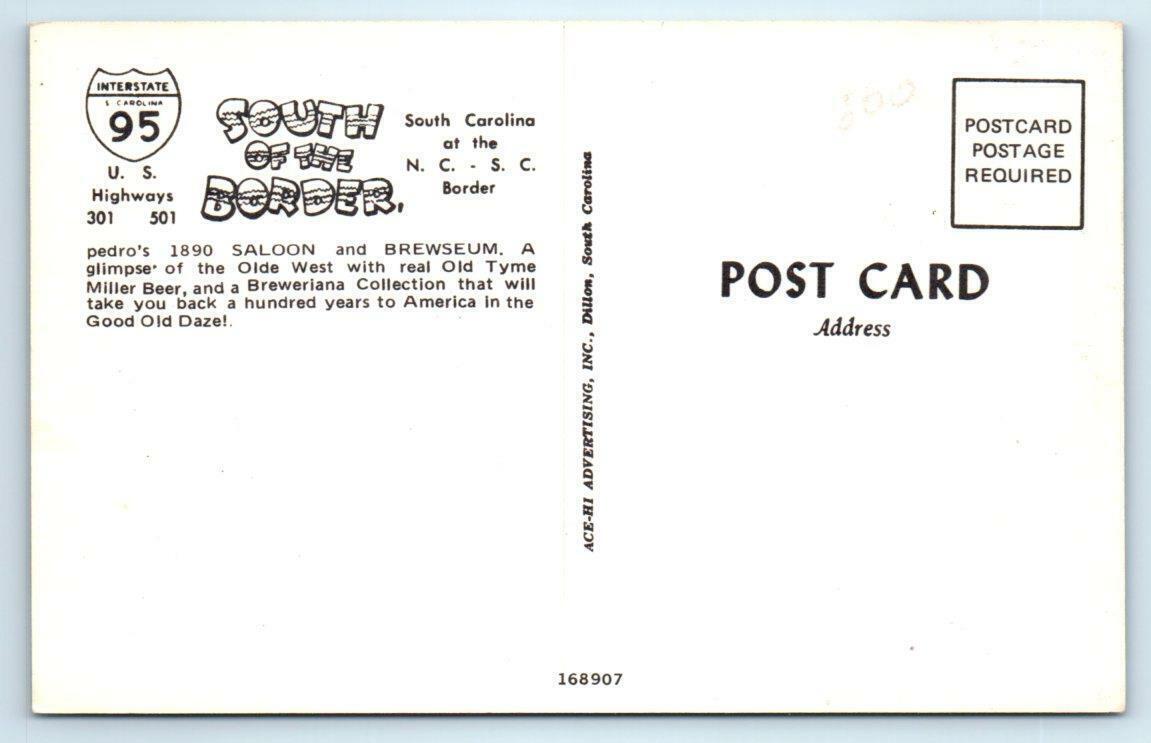 INTERSTATE
S CAROLINA
95
U. S.
Highways
301 501
SOUTH
OF THE
BORDER,
South Carolina
at the
N. C. - S. C.
Border
pedro's 1890 SALOON and BREWSEUM. A
glimpse of the Olde West with real Old Tyme
Miller Beer, and a Breweriana Collection that will
take you back a hundred years to America in the
Good Old Daze!.
ACE-HI ADVERTISING, INC., Dillon, South Carolina
168907
300
POSTCARD
POSTAGE
REQUIRED
POST CARD
Address